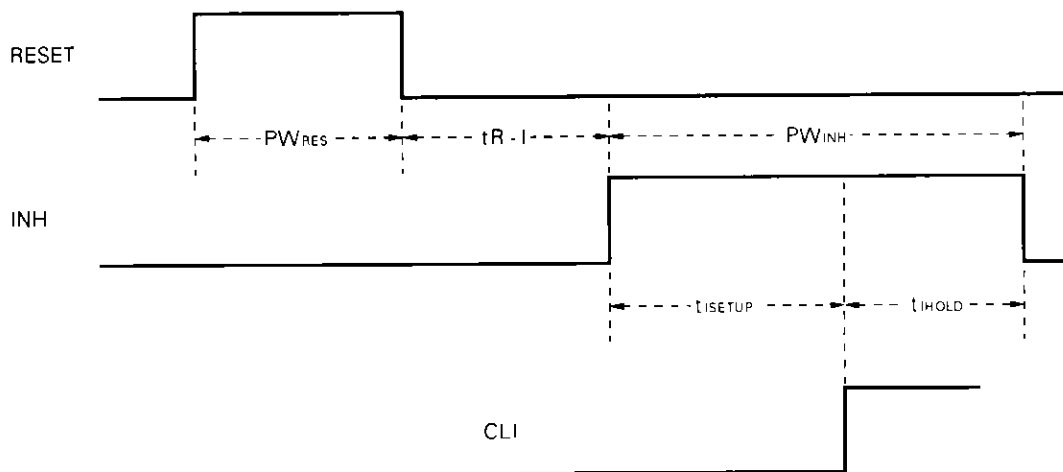 RESET
PWRES
tR-I
PWINH
INH
tISETUP
tIHOLD
CLI